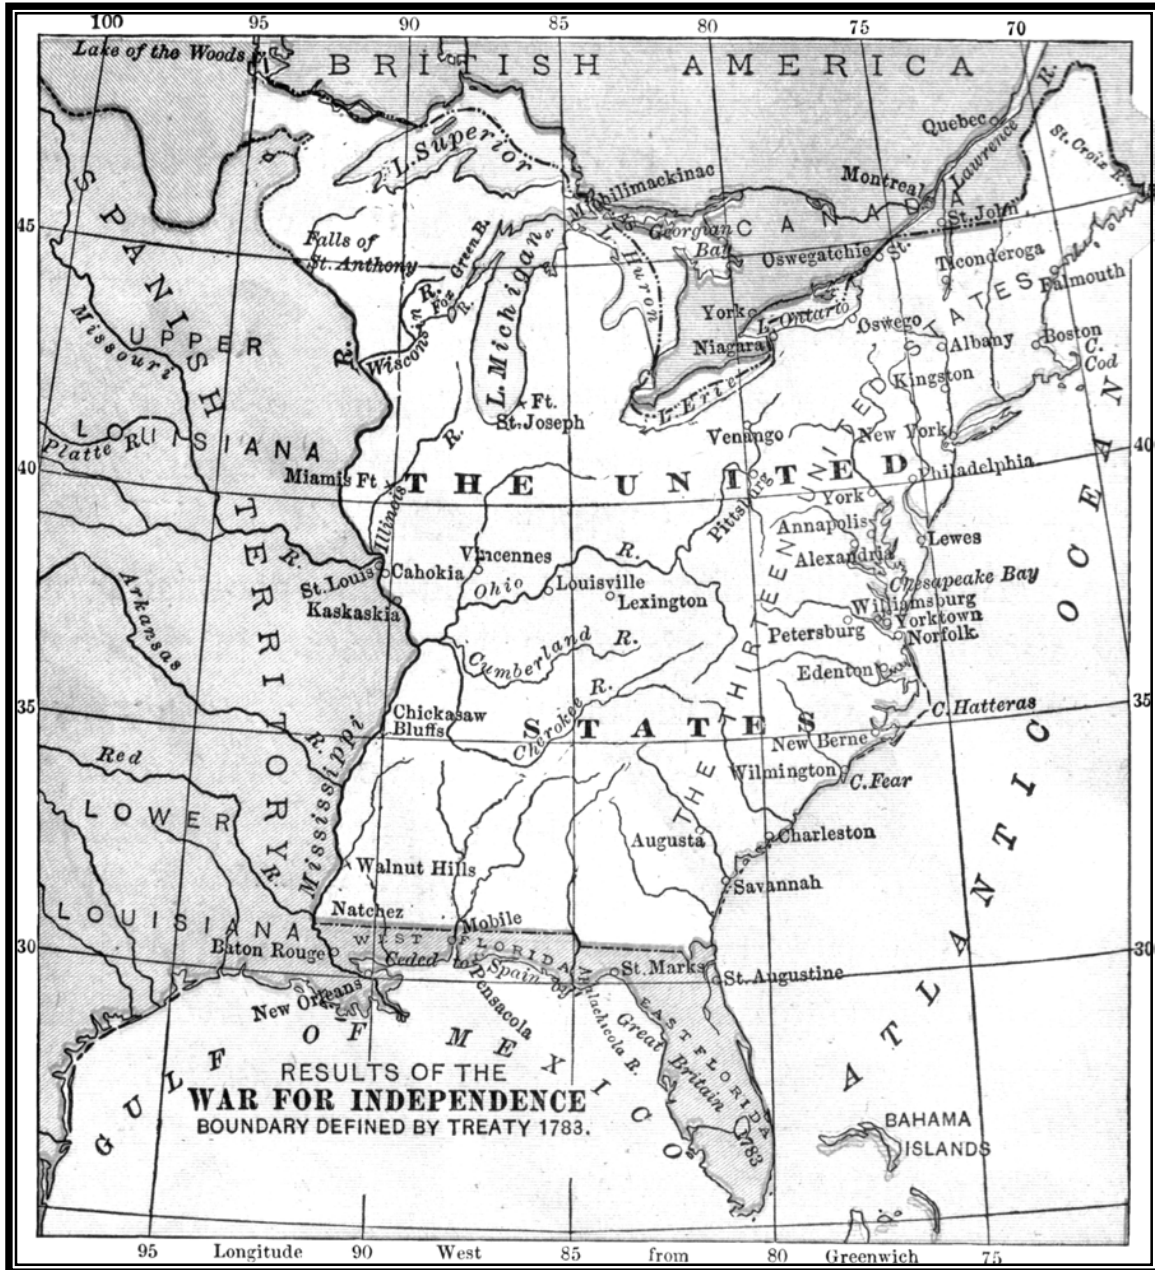 100 95 90 85 80 75 70
Lake of the Woods
BRITISH AMERICA
R.
Quebec
St. Lawrence
St. Croix R.
L. Superior
Michilimackinac
Montreal
CANADA
St. John
45
Georgian
Bay
Oswegatchie
Falls of
St. Anthony
Green B.
L. Huron
Ticonderoga
Falmouth
SPANISH
UPPER
Missouri
R.
Wisconsin R.
Fox R.
L. Michigan
York
L. Ontario
Niagara
Oswego
Albany
Boston
C.
Cod
Kingston
L. Erie
Ft.
St. Joseph
LOUISIANA
Platte R.
R.
Venango
New York
40
40
Miamis Ft
THE UNITED
Philadelphia
Pittsburg
York
Illinois
TERRITORY
Annapolis
Lewes
R.
Vincennes
R.
Alexandria
St. Louis
Cahokia
Ohio
Louisville
Chesapeake Bay
Kaskaskia
Lexington
Williamsburg
Yorktown
Arkansas
Petersburg
Norfolk
Cumberland R.
Edenton
THE THIRTEEN UNITED STATES
35
35
Cherokee R.
C. Hatteras
Chickasaw
Bluffs
STATES
R.
New Berne
Red
Wilmington
C. Fear
LOWER
Mississippi
Augusta
Charleston
R.
Walnut Hills
Savannah
LOUISIANA
Natchez
Mobile
30
Baton Rouge
WEST FLORIDA
30
Ceded to Spain by
St. Marks
St. Augustine
New Orleans
Pensacola
Apalachicola R.
EAST FLORIDA
Great
Britain
1783
GULF OF MEXICO
ATLANTIC OCEAN
RESULTS OF THE
WAR FOR INDEPENDENCE
BOUNDARY DEFINED BY TREATY 1783.
BAHAMA
ISLANDS
95 Longitude 90 West 85 from 80 Greenwich 75